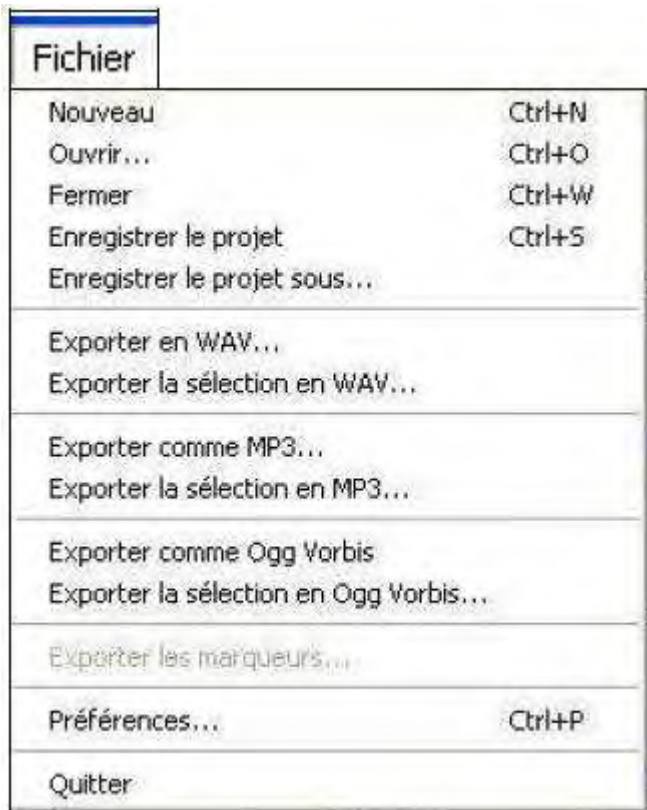 Fichier
Nouveau Ctrl+N
Ouvrir... Ctrl+O
Fermer Ctrl+W
Enregistrer le projet Ctrl+S
Enregistrer le projet sous...
Exporter en WAV...
Exporter la sélection en WAV...
Exporter comme MP3...
Exporter la sélection en MP3...
Exporter comme Ogg Vorbis
Exporter la sélection en Ogg Vorbis...
Exporter les marqueurs...
Préférences... Ctrl+P
Quitter